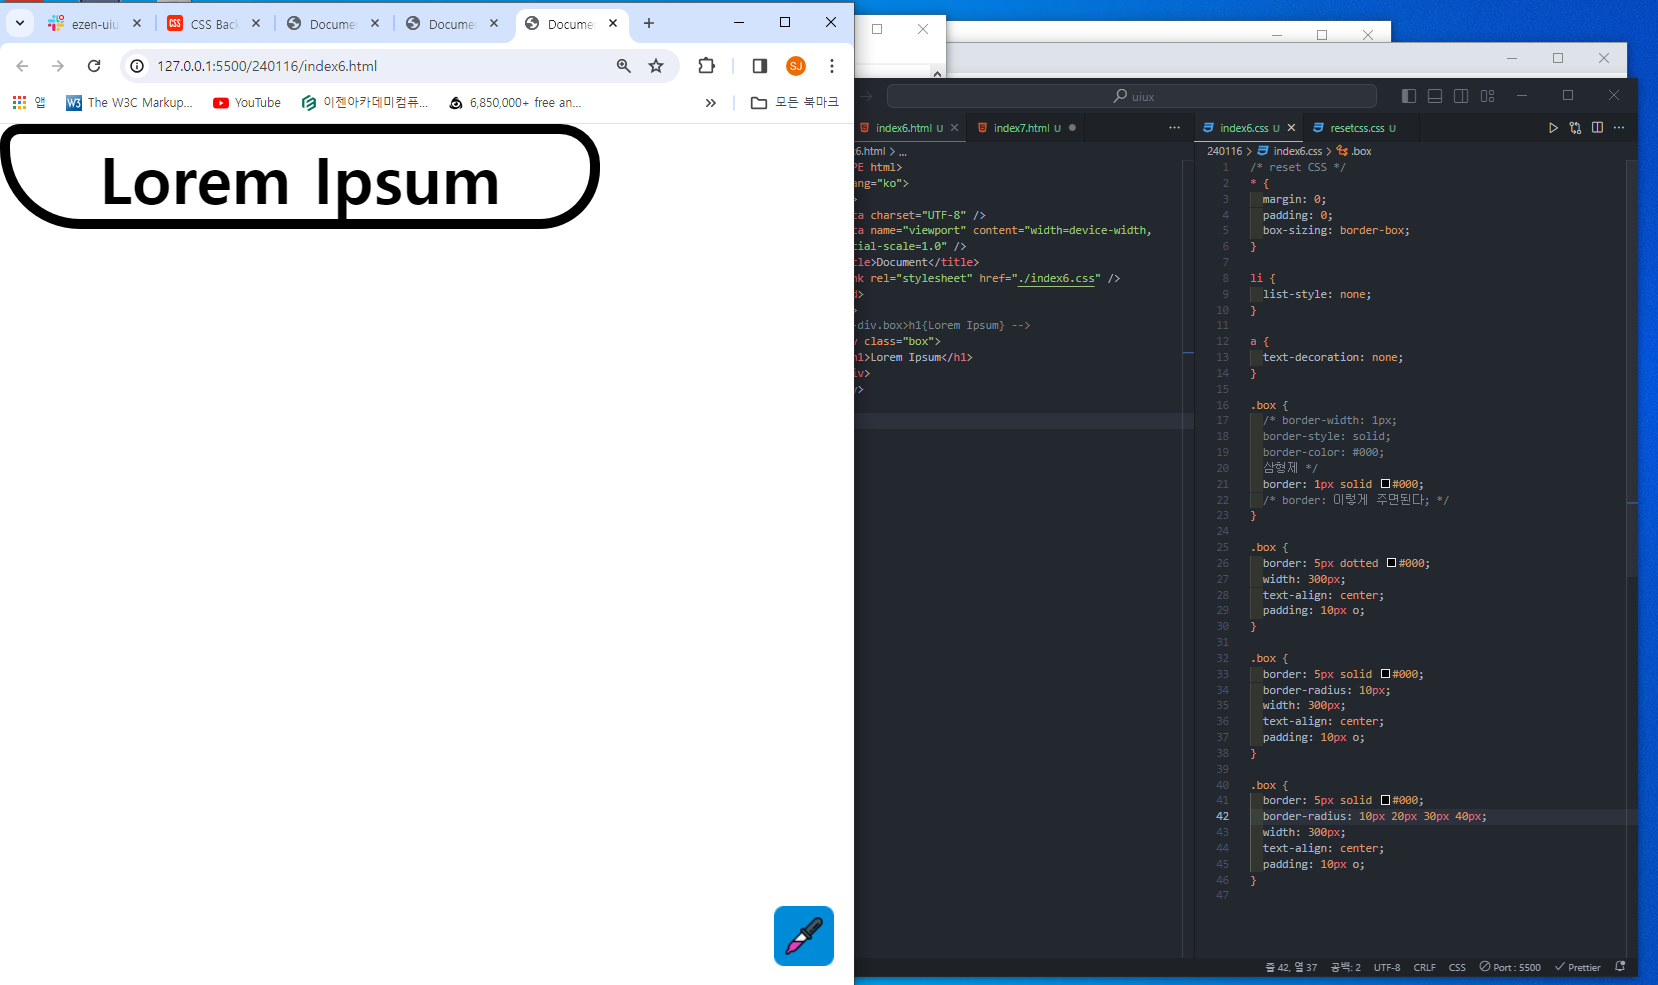 ezen-uiu
CSS Back
Docume
Docume
Docume
127.0.0.1:5500/240116/index6.html
SJ
앱
The W3C Markup...
YouTube
이젠아카데미컴퓨...
6,850,000+ free an...
모든 북마크
Lorem Ipsum
uiux
index6.html U
index7.html U
index6.css U
resetcss.css U
6.html > ...
240116 > index6.css > .box
PE html>
ang="ko">
>
ta charset="UTF-8" />
ta name="viewport" content="width=device-width,
tial-scale=1.0" />
tle>Document</title>
nk rel="stylesheet" href="./index6.css" />
d>
>
-div.box>h1{Lorem Ipsum} -->
v class="box">
h1>Lorem Ipsum</h1>
iv>
y>
1 /* reset CSS */
2 * {
3 margin: 0;
4 padding: 0;
5 box-sizing: border-box;
6 }
7
8 li {
9 list-style: none;
10 }
11
12 a {
13 text-decoration: none;
14 }
15
16 .box {
17 /* border-width: 1px;
18 border-style: solid;
19 border-color: #000;
20 삼형제 */
21 border: 1px solid #000;
22 /* border: 이렇게 주면된다; */
23 }
24
25 .box {
26 border: 5px dotted #000;
27 width: 300px;
28 text-align: center;
29 padding: 10px o;
30 }
31
32 .box {
33 border: 5px solid #000;
34 border-radius: 10px;
35 width: 300px;
36 text-align: center;
37 padding: 10px o;
38 }
39
40 .box {
41 border: 5px solid #000;
42 border-radius: 10px 20px 30px 40px;
43 width: 300px;
44 text-align: center;
45 padding: 10px o;
46 }
47
줄 42, 열 37 공백: 2 UTF-8 CRLF CSS Port : 5500 Prettier